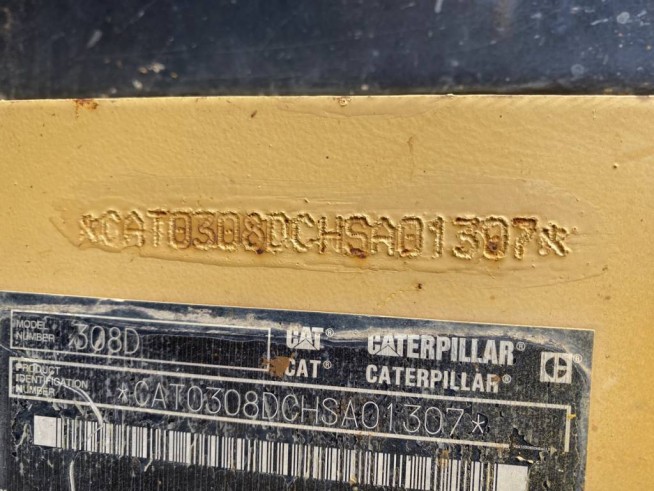 *CAT0308DCHSA01307*
MODEL NUMBER 308D CAT® CATERPILLAR®
CAT® CATERPILLAR®
PRODUCT IDENTIFICATION NUMBER *CAT0308DCHSA01307*